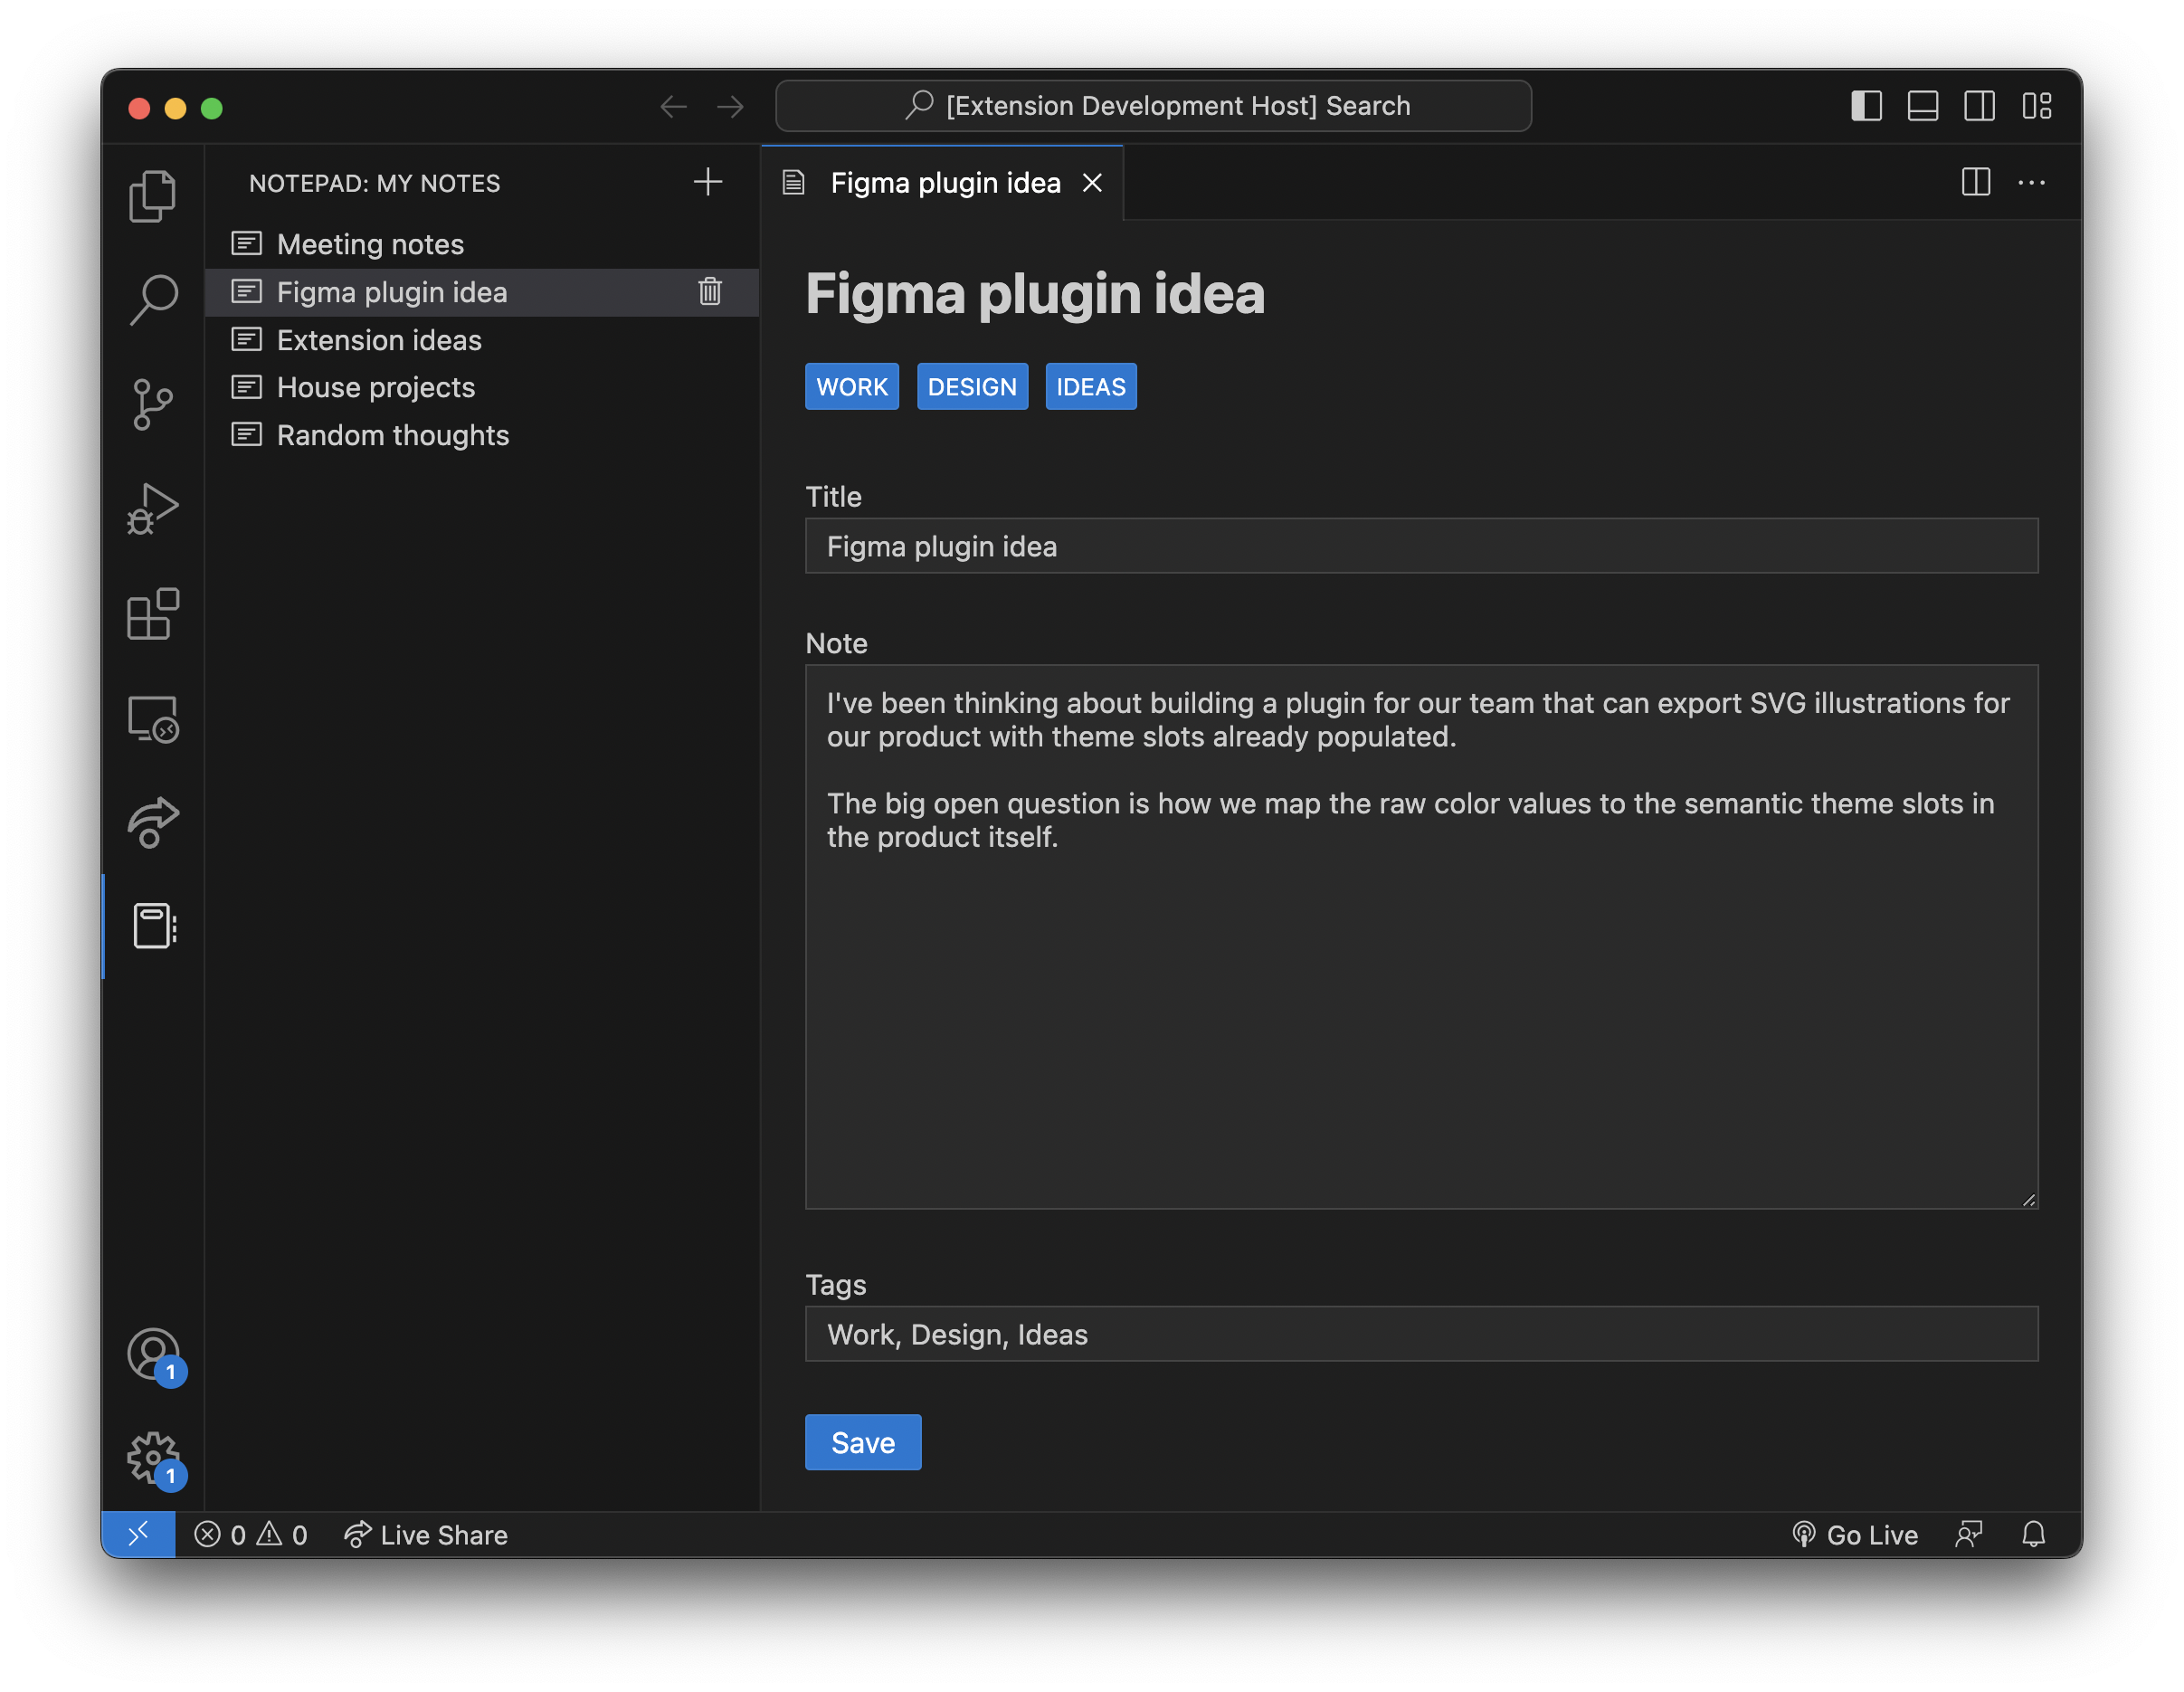 [Extension Development Host] Search
NOTEPAD: MY NOTES
Meeting notes
Figma plugin idea
Extension ideas
House projects
Random thoughts
Figma plugin idea
Figma plugin idea
WORK DESIGN IDEAS
Title
Figma plugin idea
Note
I've been thinking about building a plugin for our team that can export SVG illustrations for
our product with theme slots already populated.
The big open question is how we map the raw color values to the semantic theme slots in
the product itself.
Tags
Work, Design, Ideas
Save
1
1
0 0 Live Share
Go Live